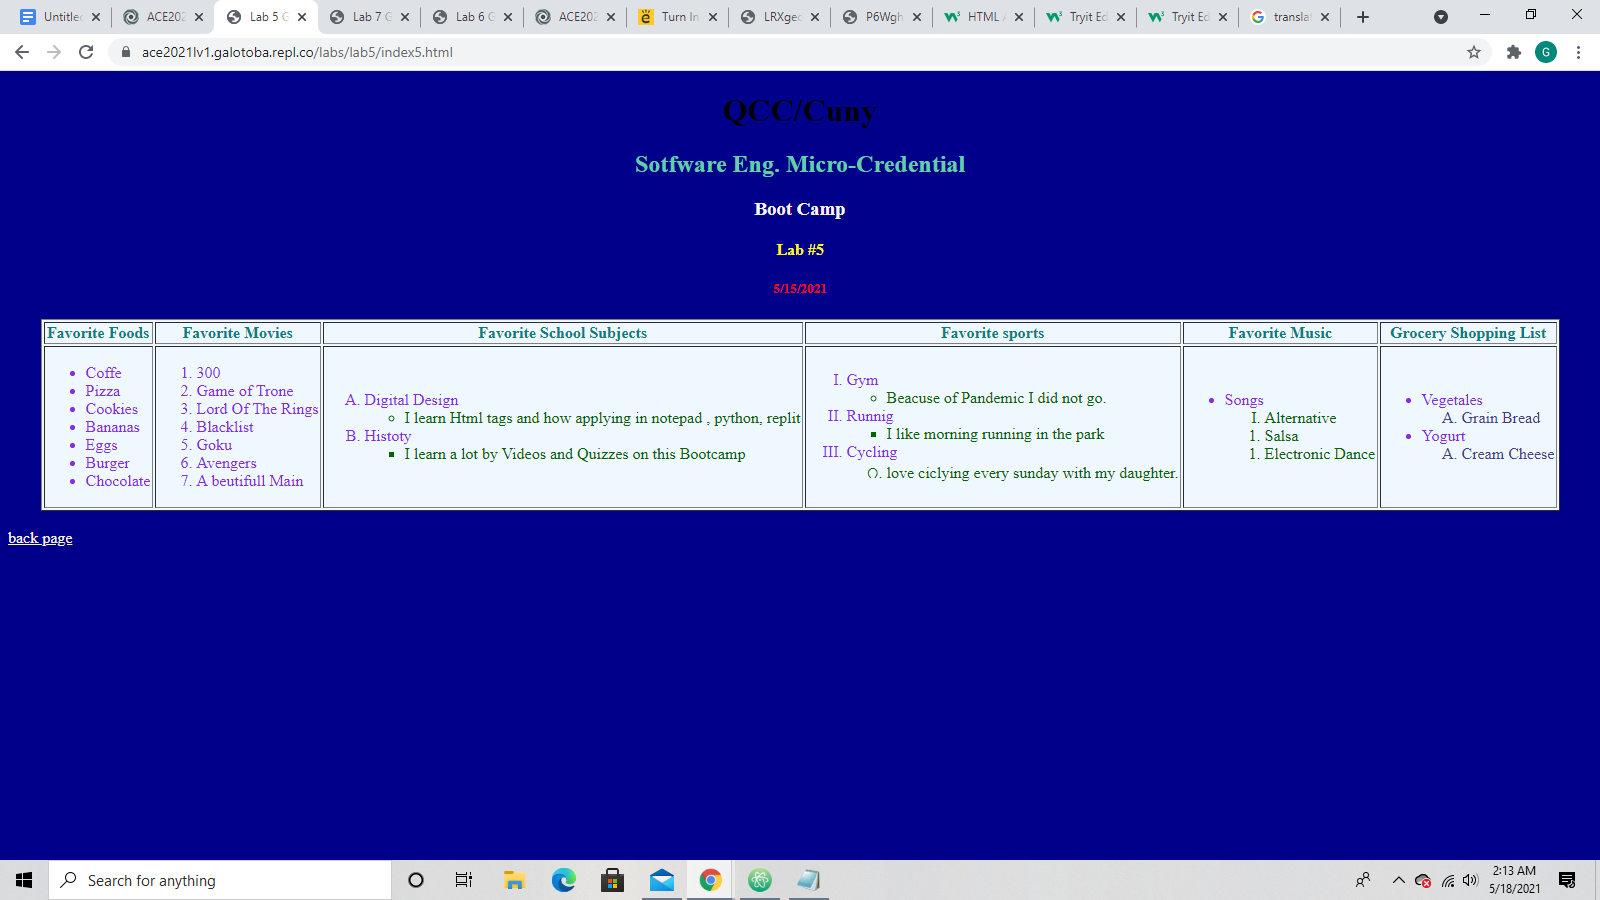 Untitled ACE202 Lab 5 G Lab 7 G Lab 6 G ACE202 Turn In LRXgeo P6Wgh HTML Tryit Ed Tryit Ed translat
ace2021lv1.galotoba.repl.co/labs/lab5/index5.html G
QCC/Cuny
Sotfware Eng. Micro-Credential
Boot Camp
Lab #5
5/15/2021
Favorite Foods Favorite Movies Favorite School Subjects Favorite sports Favorite Music Grocery Shopping List
Coffe
Pizza
Cookies
Bananas
Eggs
Burger
Chocolate
1. 300
2. Game of Trone
3. Lord Of The Rings
4. Blacklist
5. Goku
6. Avengers
7. A beutifull Main
A. Digital Design
I learn Html tags and how applying in notepad , python, replit
B. Histoty
I learn a lot by Videos and Quizzes on this Bootcamp
I. Gym
Beacuse of Pandemic I did not go.
II. Runnig
I like morning running in the park
III. Cycling
love ciclying every sunday with my daughter.
Songs
I. Alternative
1. Salsa
1. Electronic Dance
Vegetales
A. Grain Bread
Yogurt
A. Cream Cheese
back page
Search for anything
2:13 AM
5/18/2021